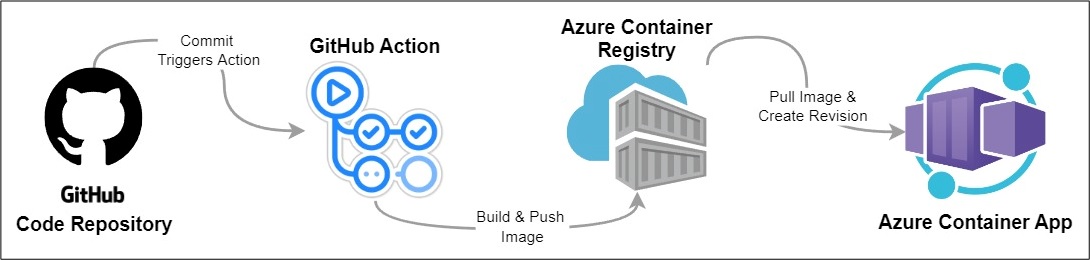 GitHub
Code Repository
Commit
Triggers Action
GitHub Action
Build & Push
Image
Azure Container
Registry
Pull Image &
Create Revision
Azure Container App